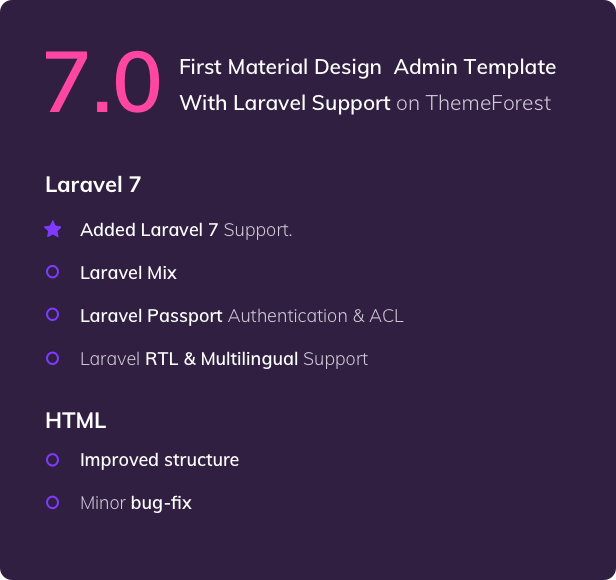 7.0
First Material Design Admin Template
With Laravel Support on ThemeForest
Laravel 7
Added Laravel 7 Support.
Laravel Mix
Laravel Passport Authentication & ACL
Laravel RTL & Multilingual Support
HTML
Improved structure
Minor bug-fix